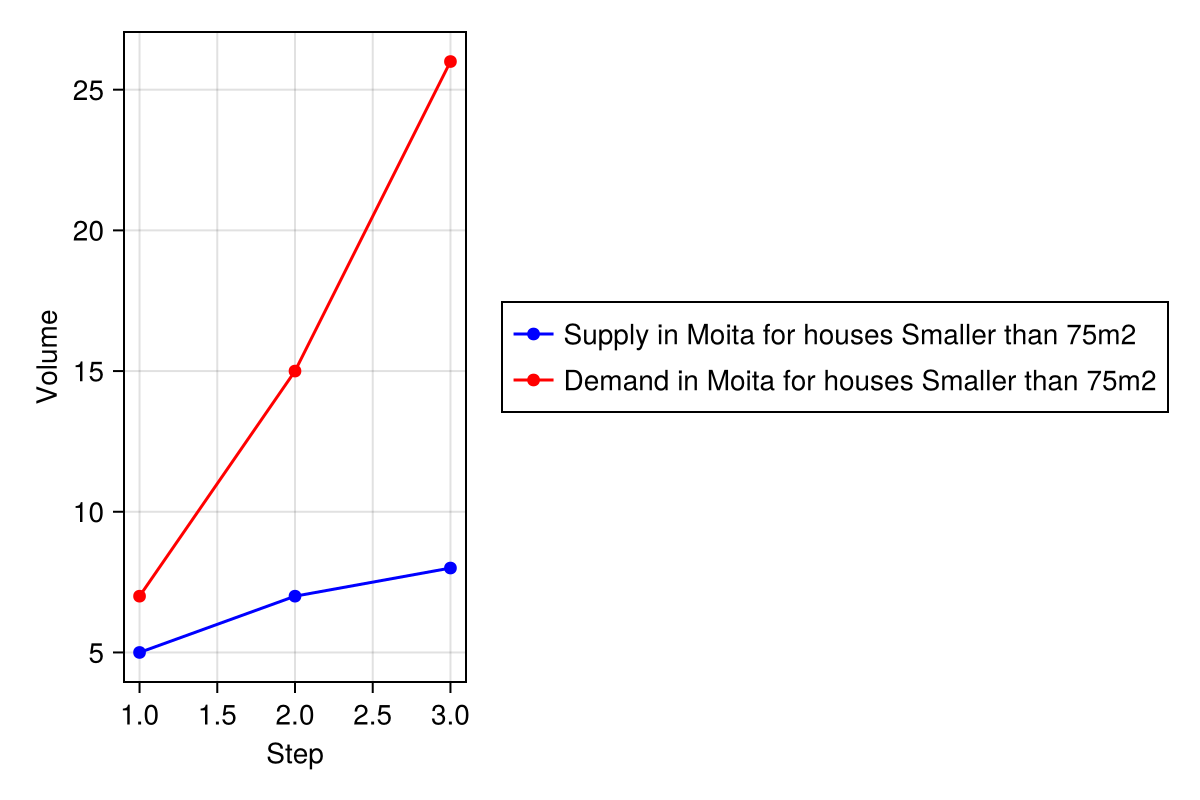 25
20
15
10
5
Volume
1.0 1.5 2.0 2.5 3.0
Step
Supply in Moita for houses Smaller than 75m2
Demand in Moita for houses Smaller than 75m2